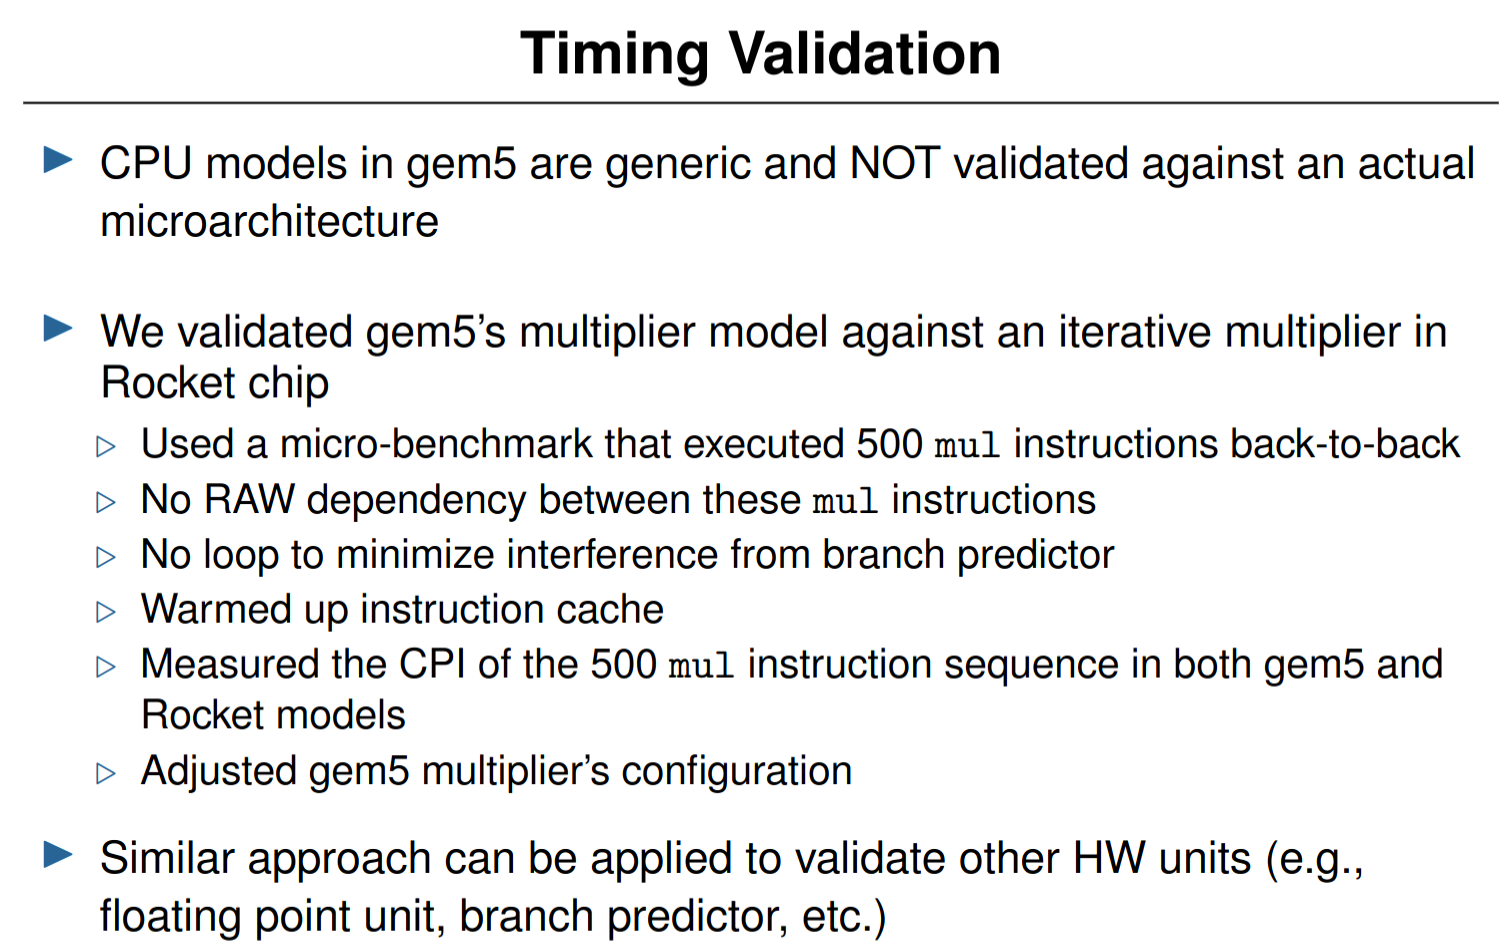 Timing Validation
CPU models in gem5 are generic and NOT validated against an actual
microarchitecture
We validated gem5’s multiplier model against an iterative multiplier in
Rocket chip
Used a micro-benchmark that executed 500 mul instructions back-to-back
No RAW dependency between these mul instructions
No loop to minimize interference from branch predictor
Warmed up instruction cache
Measured the CPI of the 500 mul instruction sequence in both gem5 and
Rocket models
Adjusted gem5 multiplier’s configuration
Similar approach can be applied to validate other HW units (e.g.,
floating point unit, branch predictor, etc.)